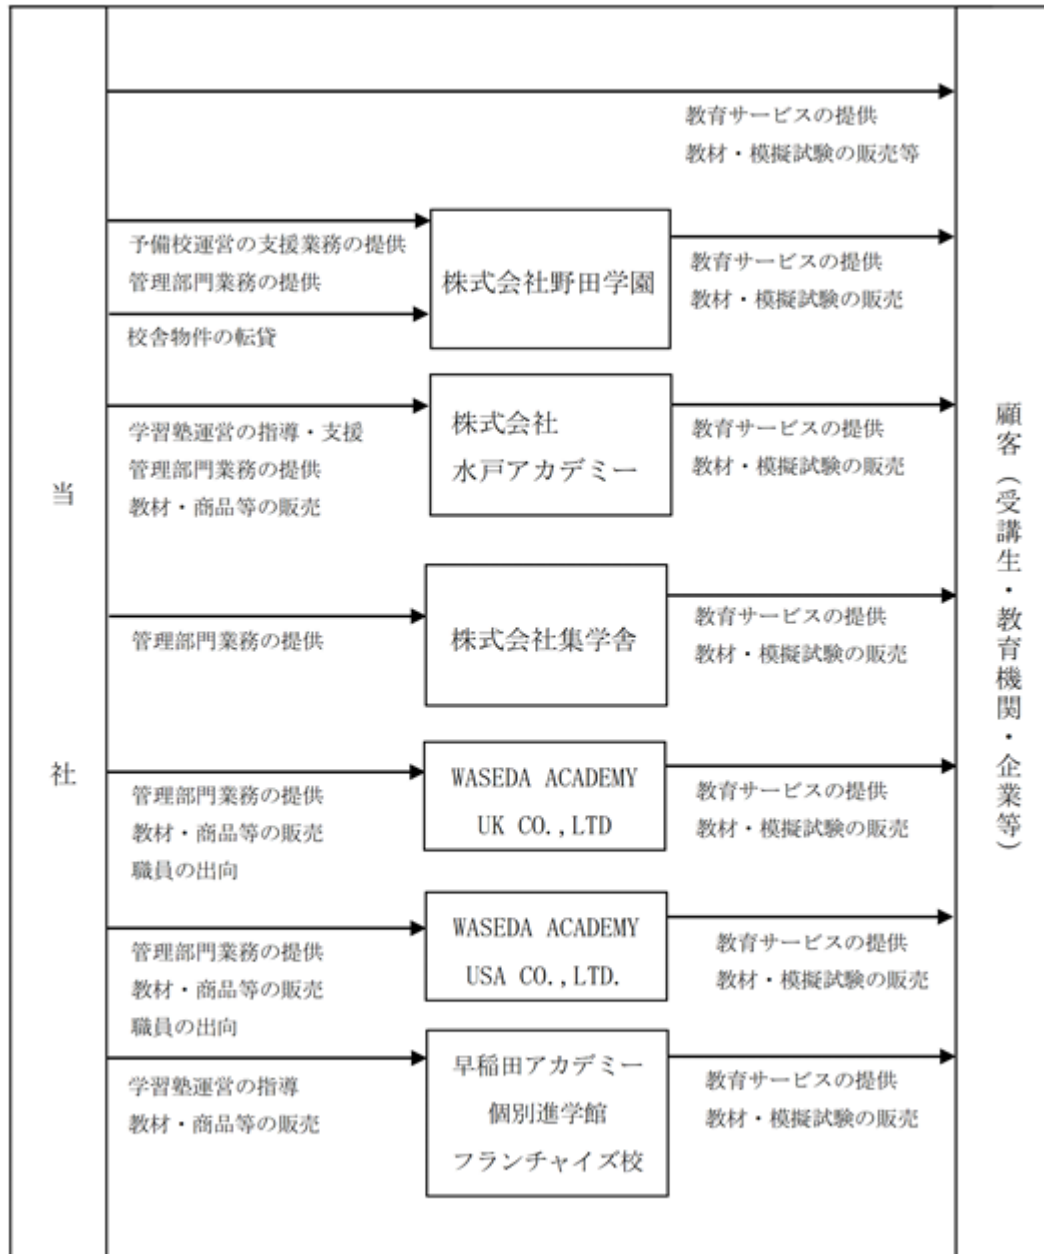 当社
教育サービスの提供
教材・模擬試験の販売等
予備校運営の支援業務の提供
管理部門業務の提供
校舎物件の転貸
株式会社野田学園
教育サービスの提供
教材・模擬試験の販売
学習塾運営の指導・支援
管理部門業務の提供
教材・商品等の販売
株式会社
水戸アカデミー
教育サービスの提供
教材・模擬試験の販売
管理部門業務の提供
株式会社集学舎
教育サービスの提供
教材・模擬試験の販売
管理部門業務の提供
教材・商品等の販売
職員の出向
WASEDA ACADEMY
UK CO.,LTD
教育サービスの提供
教材・模擬試験の販売
管理部門業務の提供
教材・商品等の販売
職員の出向
WASEDA ACADEMY
USA CO.,LTD.
教育サービスの提供
教材・模擬試験の販売
学習塾運営の指導
教材・商品等の販売
早稲田アカデミー
個別進学館
フランチャイズ校
教育サービスの提供
教材・模擬試験の販売
顧客（受講生・教育機関・企業等）